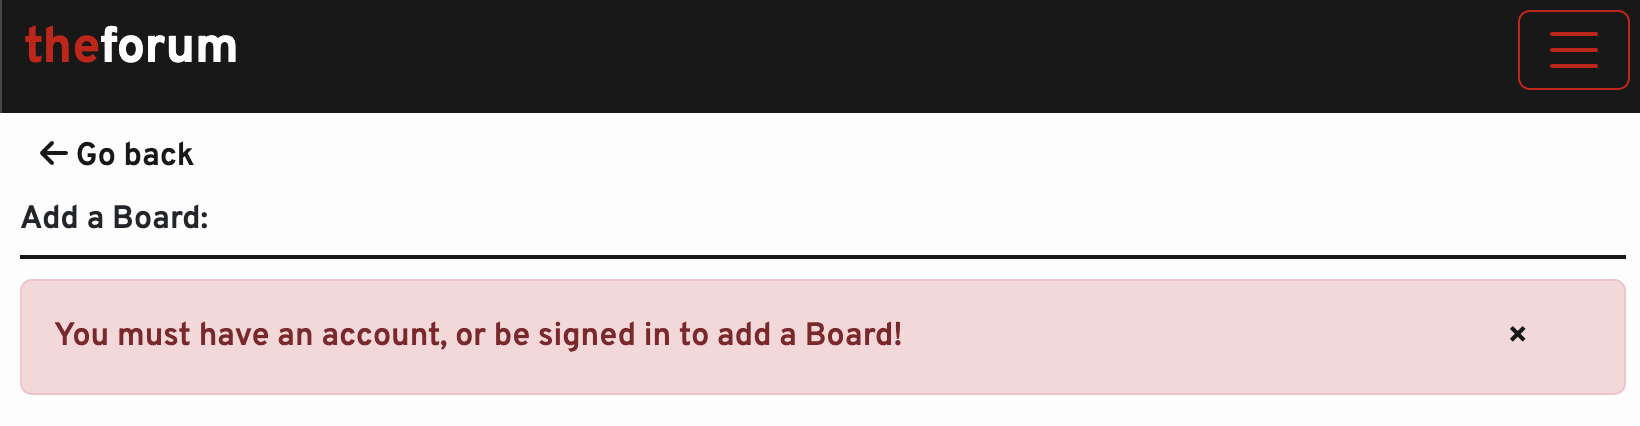 theforum
Go back
Add a Board:
You must have an account, or be signed in to add a Board!